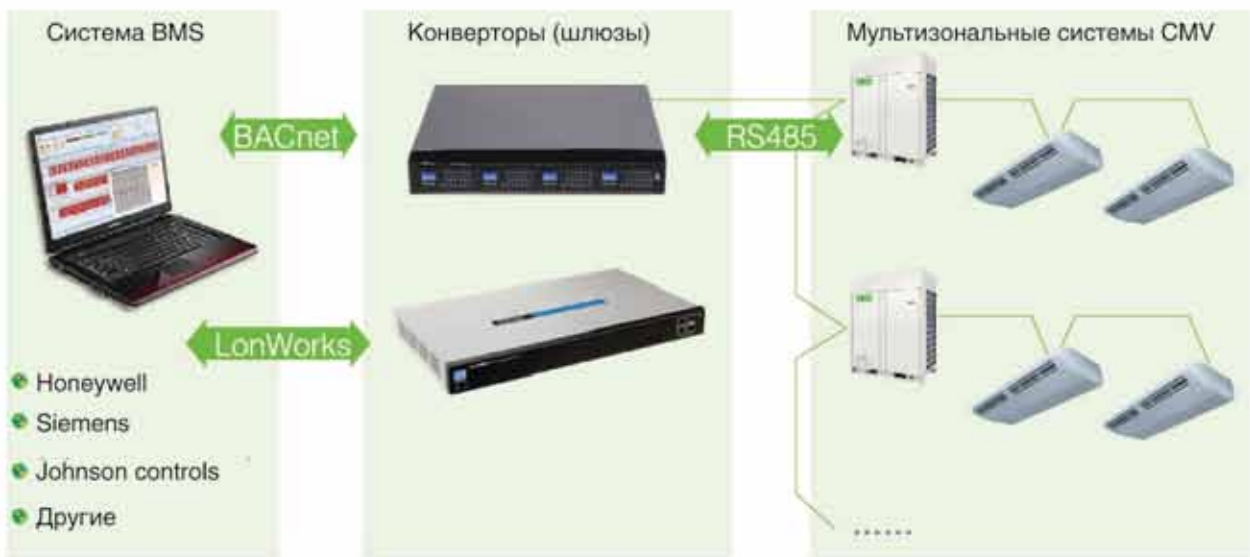 Система BMS
Конверторы (шлюзы)
Мультизональные системы CMV
BACnet
RS485
LonWorks
Honeywell
Siemens
Johnson controls
Другие
......